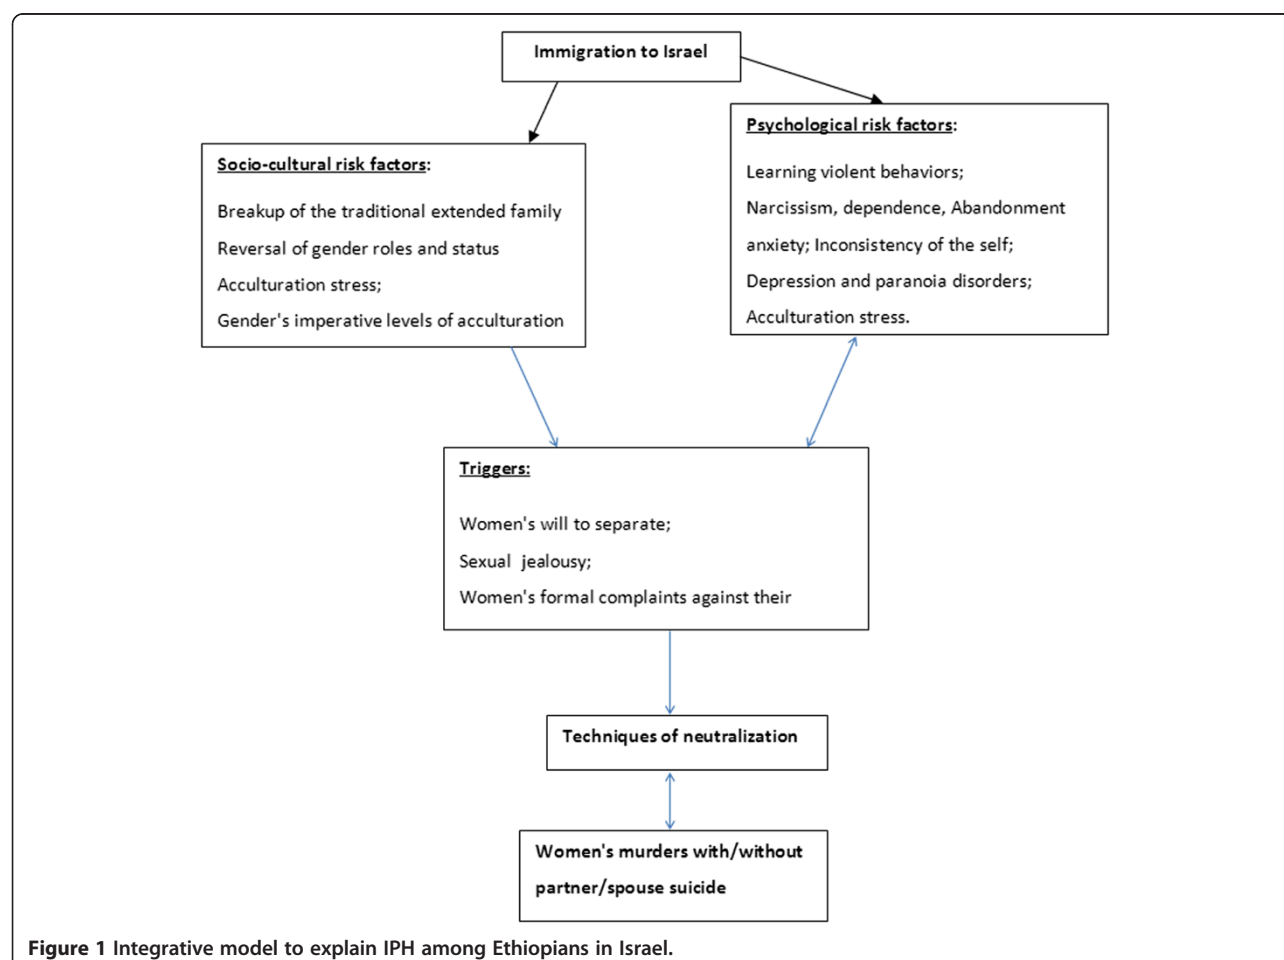 Immigration to Israel
Socio-cultural risk factors:
Breakup of the traditional extended family
Reversal of gender roles and status
Acculturation stress;
Gender's imperative levels of acculturation
Psychological risk factors:
Learning violent behaviors;
Narcissism, dependence, Abandonment
anxiety; Inconsistency of the self;
Depression and paranoia disorders;
Acculturation stress.
Triggers:
Women's will to separate;
Sexual jealousy;
Women's formal complaints against their
Techniques of neutralization
Women's murders with/without
partner/spouse suicide
Figure 1 Integrative model to explain IPH among Ethiopians in Israel.